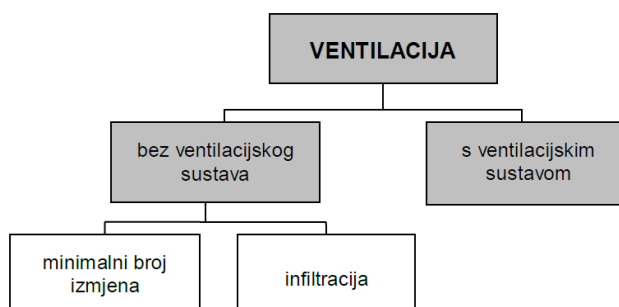 VENTILACIJA
bez ventilacijskog
sustava
s ventilacijskim
sustavom
minimalni broj
izmjena
infiltracija